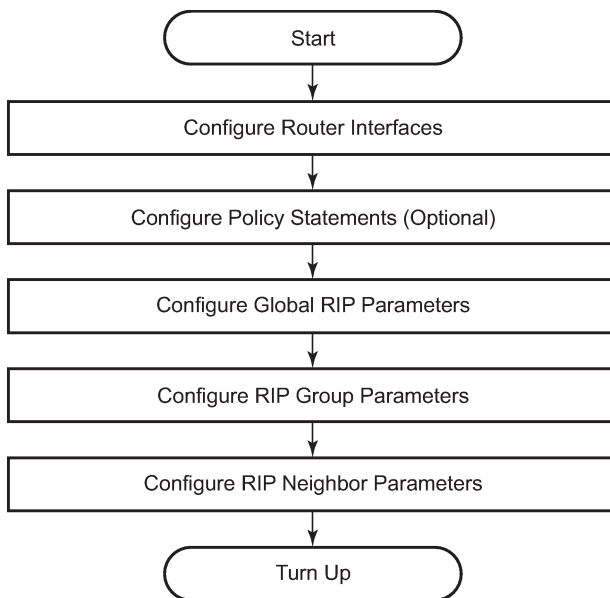 Start
Configure Router Interfaces
Configure Policy Statements (Optional)
Configure Global RIP Parameters
Configure RIP Group Parameters
Configure RIP Neighbor Parameters
Turn Up